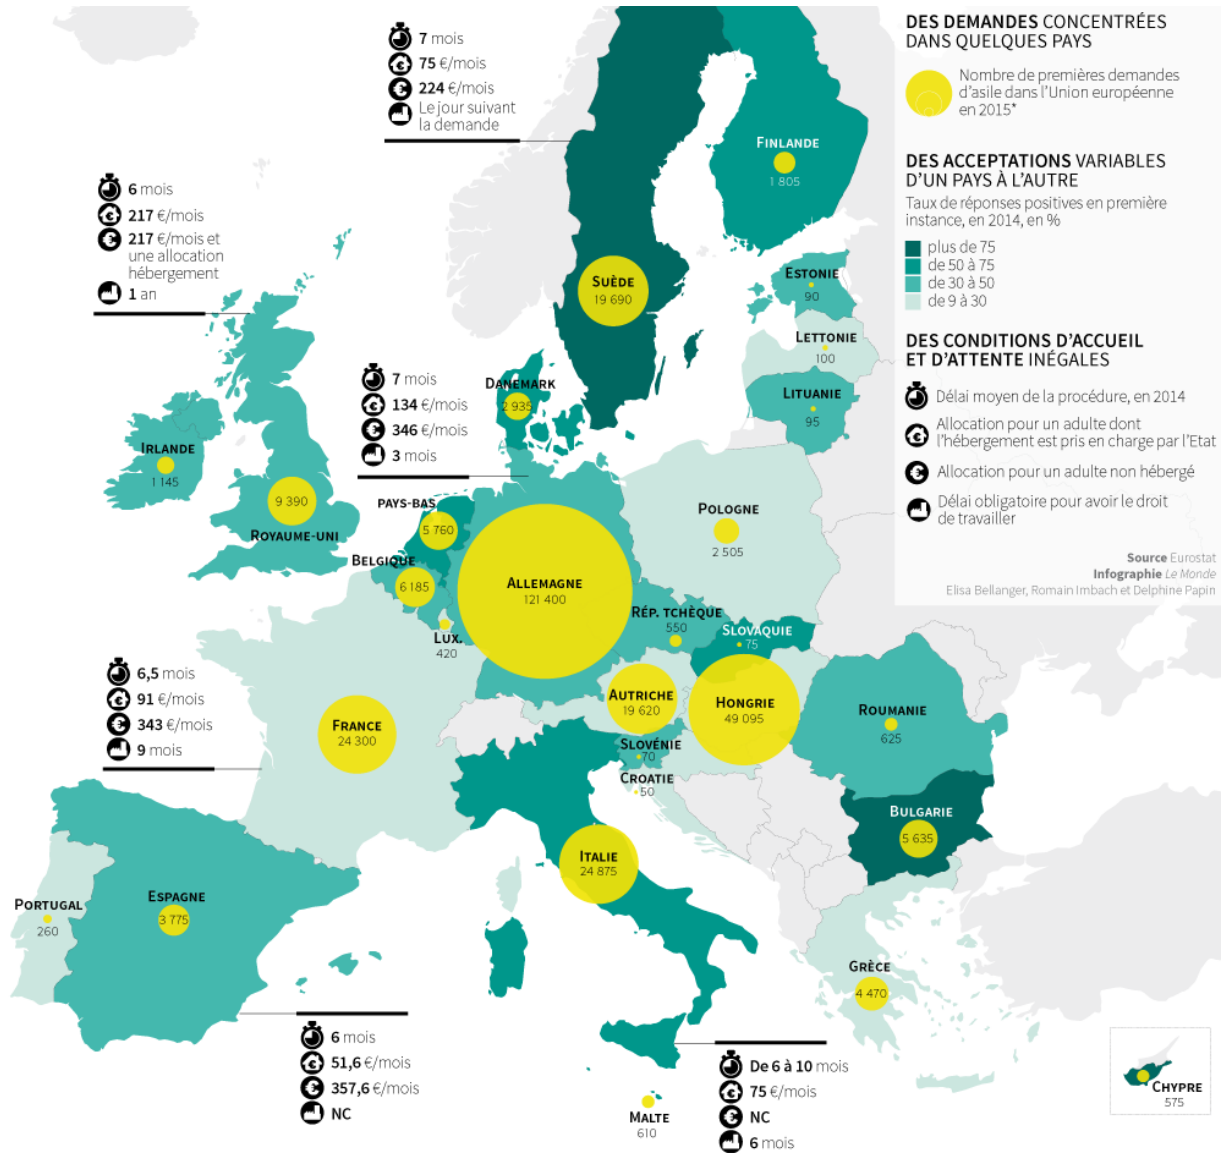 DES DEMANDES CONCENTRÉES
DANS QUELQUES PAYS
Nombre de premières demandes
d'asile dans l'Union européenne
en 2015*
DES ACCEPTATIONS VARIABLES
D'UN PAYS À L'AUTRE
Taux de réponses positives en première
instance, en 2014, en %
plus de 75
de 50 à 75
de 30 à 50
de 9 à 30
DES CONDITIONS D'ACCUEIL
ET D'ATTENTE INÉGALES
Délai moyen de la procédure, en 2014
Allocation pour un adulte dont
l'hébergement est pris en charge par l'Etat
Allocation pour un adulte non hébergé
Délai obligatoire pour avoir le droit
de travailler
Source Eurostat
Infographie Le Monde
Elisa Bellanger, Romain Imbach et Delphine Papin
7 mois
75 €/mois
224 €/mois
Le jour suivant
la demande
FINLANDE
1 805
6 mois
217 €/mois
217 €/mois et
une allocation
hébergement
1 an
SUÈDE
19 690
ESTONIE
90
LETTONIE
100
LITUANIE
95
7 mois
134 €/mois
346 €/mois
3 mois
DANEMARK
2 935
IRLANDE
1 145
9 390
ROYAUME-UNI
PAYS-BAS
5 760
BELGIQUE
6 185
LUX.
420
ALLEMAGNE
121 400
POLOGNE
2 505
RÉP. TCHÈQUE
550
SLOVAQUIE
75
6,5 mois
91 €/mois
343 €/mois
9 mois
FRANCE
24 300
AUTRICHE
19 620
HONGRIE
49 095
ROUMANIE
625
SLOVÉNIE
70
CROATIE
50
BULGARIE
5 635
ITALIE
24 875
PORTUGAL
260
ESPAGNE
3 775
GRÈCE
4 470
6 mois
51,6 €/mois
357,6 €/mois
NC
De 6 à 10 mois
75 €/mois
NC
6 mois
MALTE
610
CHYPRE
575